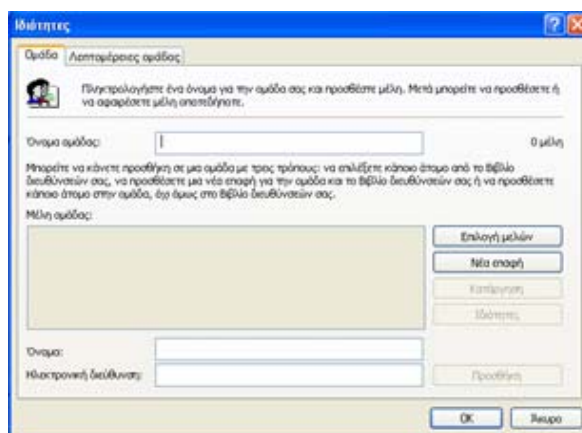 Ιδιότητες
Ομάδα Λεπτομέρειες ομάδας
Πληκτρολογήστε ένα όνομα για την ομάδα σας και προσθέστε μέλη. Μετά μπορείτε να προσθέσετε ή
να αφαιρέσετε μέλη οποτεδήποτε.
Όνομα ομάδας: 0 μέλη
Μπορείτε να κάνετε προσθήκη σε μια ομάδα με τρεις τρόπους: να επιλέξετε κάποιο άτομο από το Βιβλίο
διευθύνσεών σας, να προσθέσετε μια νέα επαφή για την ομάδα και το Βιβλίο διευθύνσεών σας ή να προσθέσετε
κάποιο άτομο στην ομάδα, όχι όμως στο Βιβλίο διευθύνσεών σας.
Μέλη ομάδας:
Επιλογή μελών
Νέα επαφή
Κατάργηση
Ιδιότητες
Όνομα:
Ηλεκτρονική διεύθυνση: Προσθήκη
OK Άκυρο